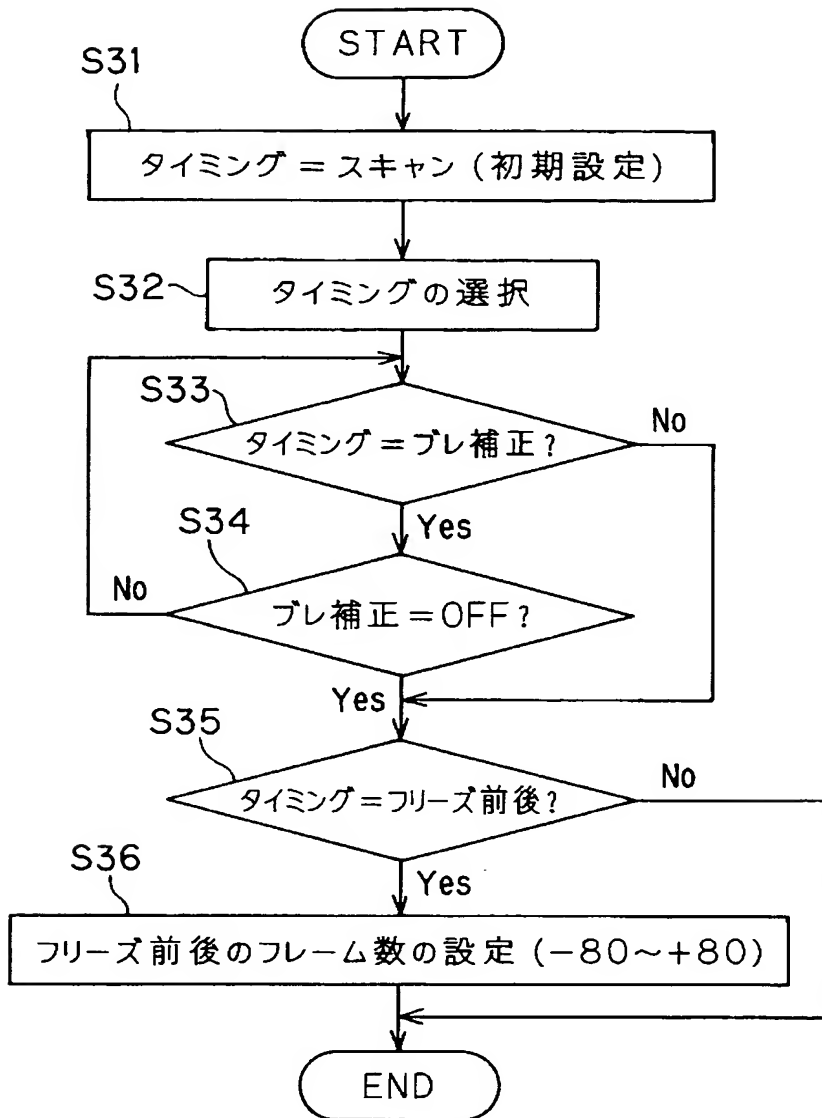 START
S31
タイミング＝スキャン(初期設定)
S32
タイミングの選択
S33
タイミング＝ブレ補正?
No
Yes
S34
No
ブレ補正＝OFF?
Yes
S35
タイミング＝フリーズ前後?
No
Yes
S36
フリーズ前後のフレーム数の設定(−80〜+80)
END